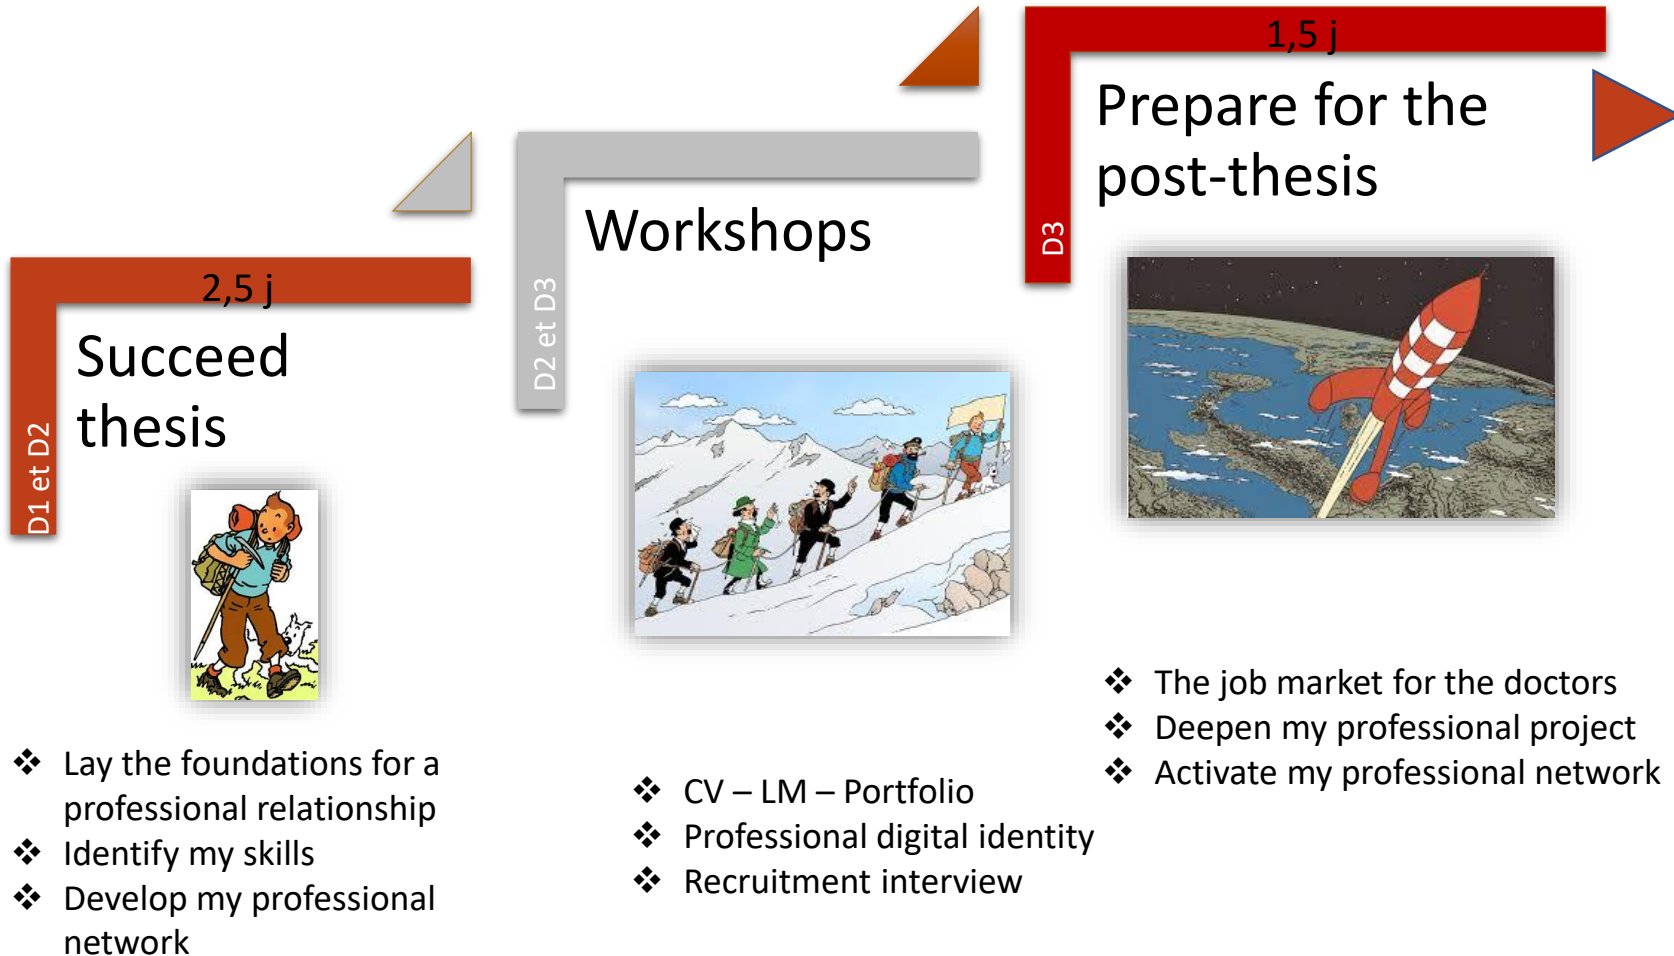 2,5 j
D1 et D2
Succeed
thesis
❖ Lay the foundations for a
professional relationship
❖ Identify my skills
❖ Develop my professional
network
D2 et D3
Workshops
❖ CV – LM – Portfolio
❖ Professional digital identity
❖ Recruitment interview
1,5 j
D3
Prepare for the
post-thesis
❖ The job market for the doctors
❖ Deepen my professional project
❖ Activate my professional network